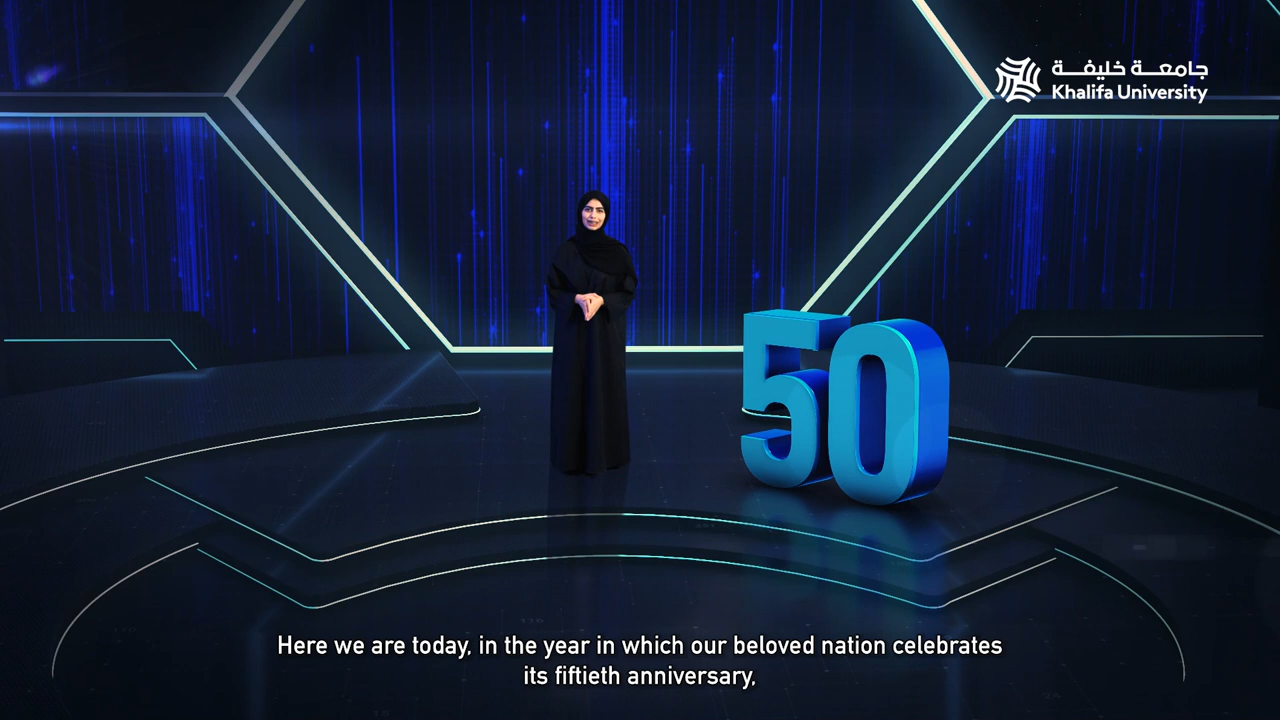 جامعة خليفة
Khalifa University
50
Here we are today, in the year in which our beloved nation celebrates
its fiftieth anniversary,